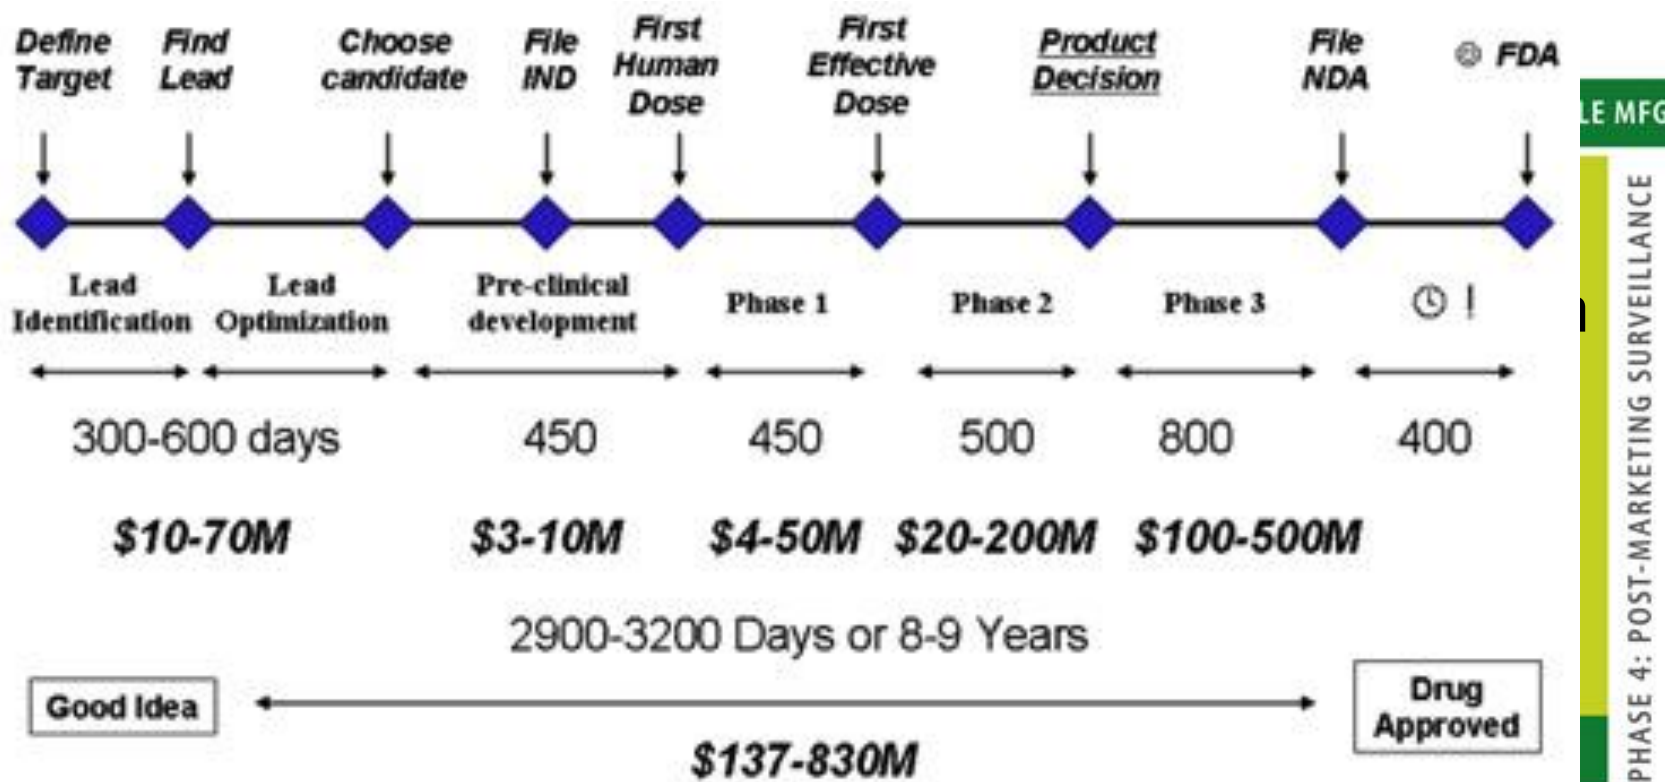 Define
Target
Find
Lead
Choose
candidate
File
IND
First
Human
Dose
First
Effective
Dose
Product
Decision
File
NDA
☹ FDA
LE MFG
Lead
Identification
Lead
Optimization
Pre-clinical
development
Phase 1
Phase 2
Phase 3
!
300-600 days
450
450
500
800
400
$10-70M
$3-10M
$4-50M
$20-200M
$100-500M
2900-3200 Days or 8-9 Years
Good Idea
Drug
Approved
$137-830M
PHASE 4: POST-MARKETING SURVEILLANCE